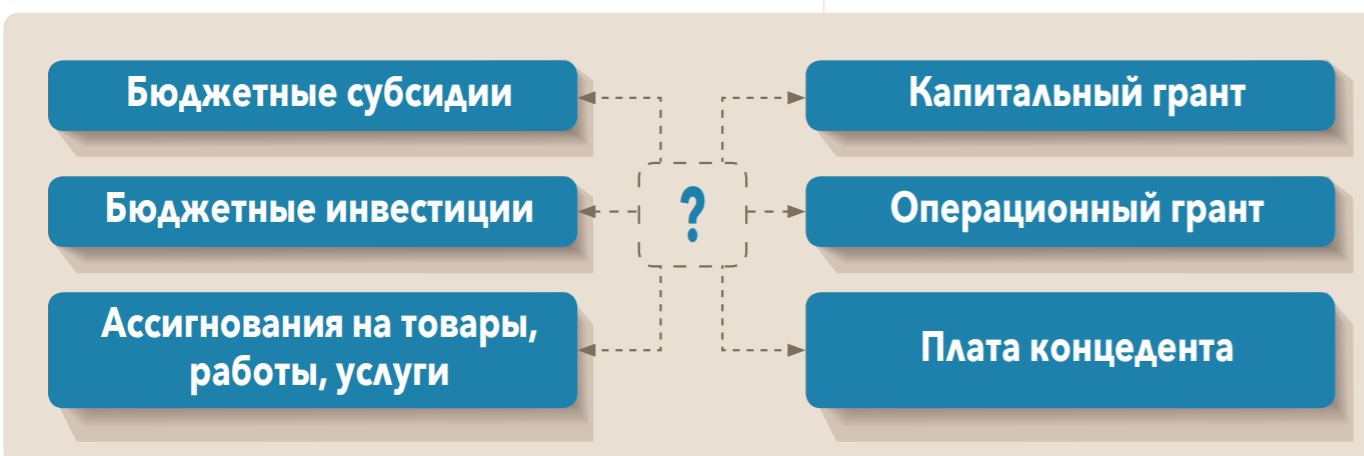 Бюджетные субсидии
Капитальный грант
Бюджетные инвестиции
?
Операционный грант
Ассигнования на товары,
работы, услуги
Плата концедента